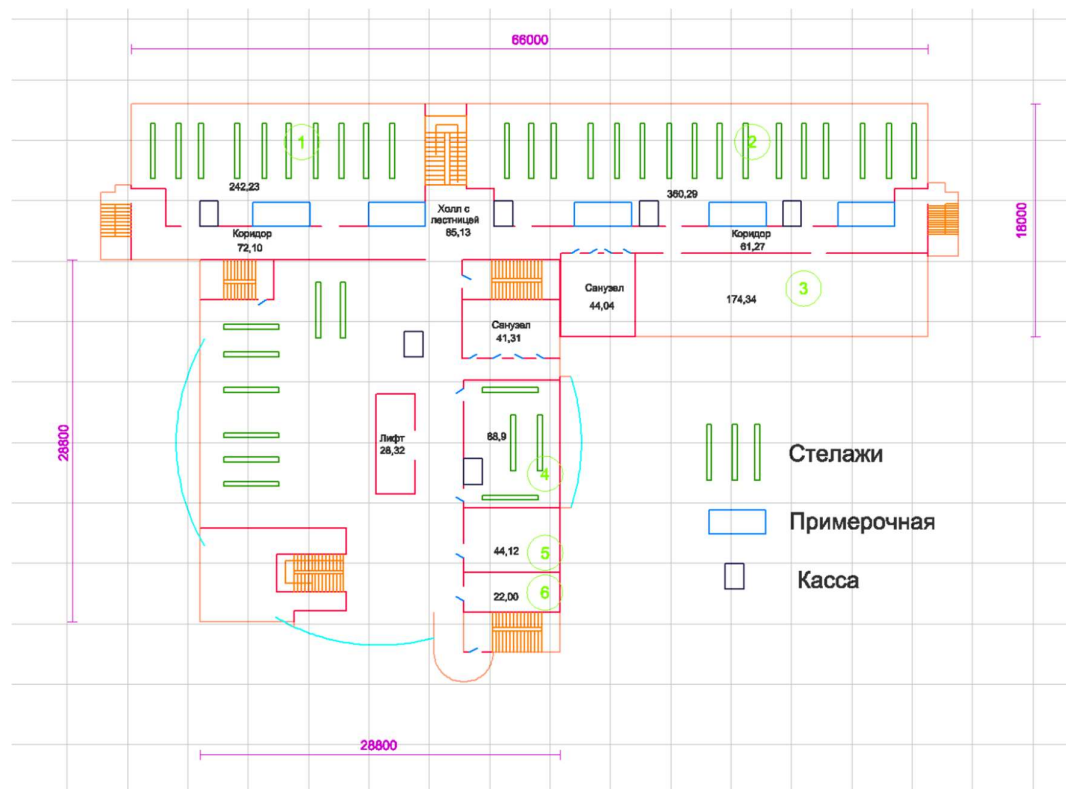 66000
1
2
242,23
360,29
Холл с
лестницей
85,13
Коридор
72,10
Коридор
61,27
18000
3
Санузел
44,04
174,34
Санузел
41,31
28800
Лифт
28,32
88,9
4
Стелажи
Примерочная
44,12
5
Касса
22,00
6
28800